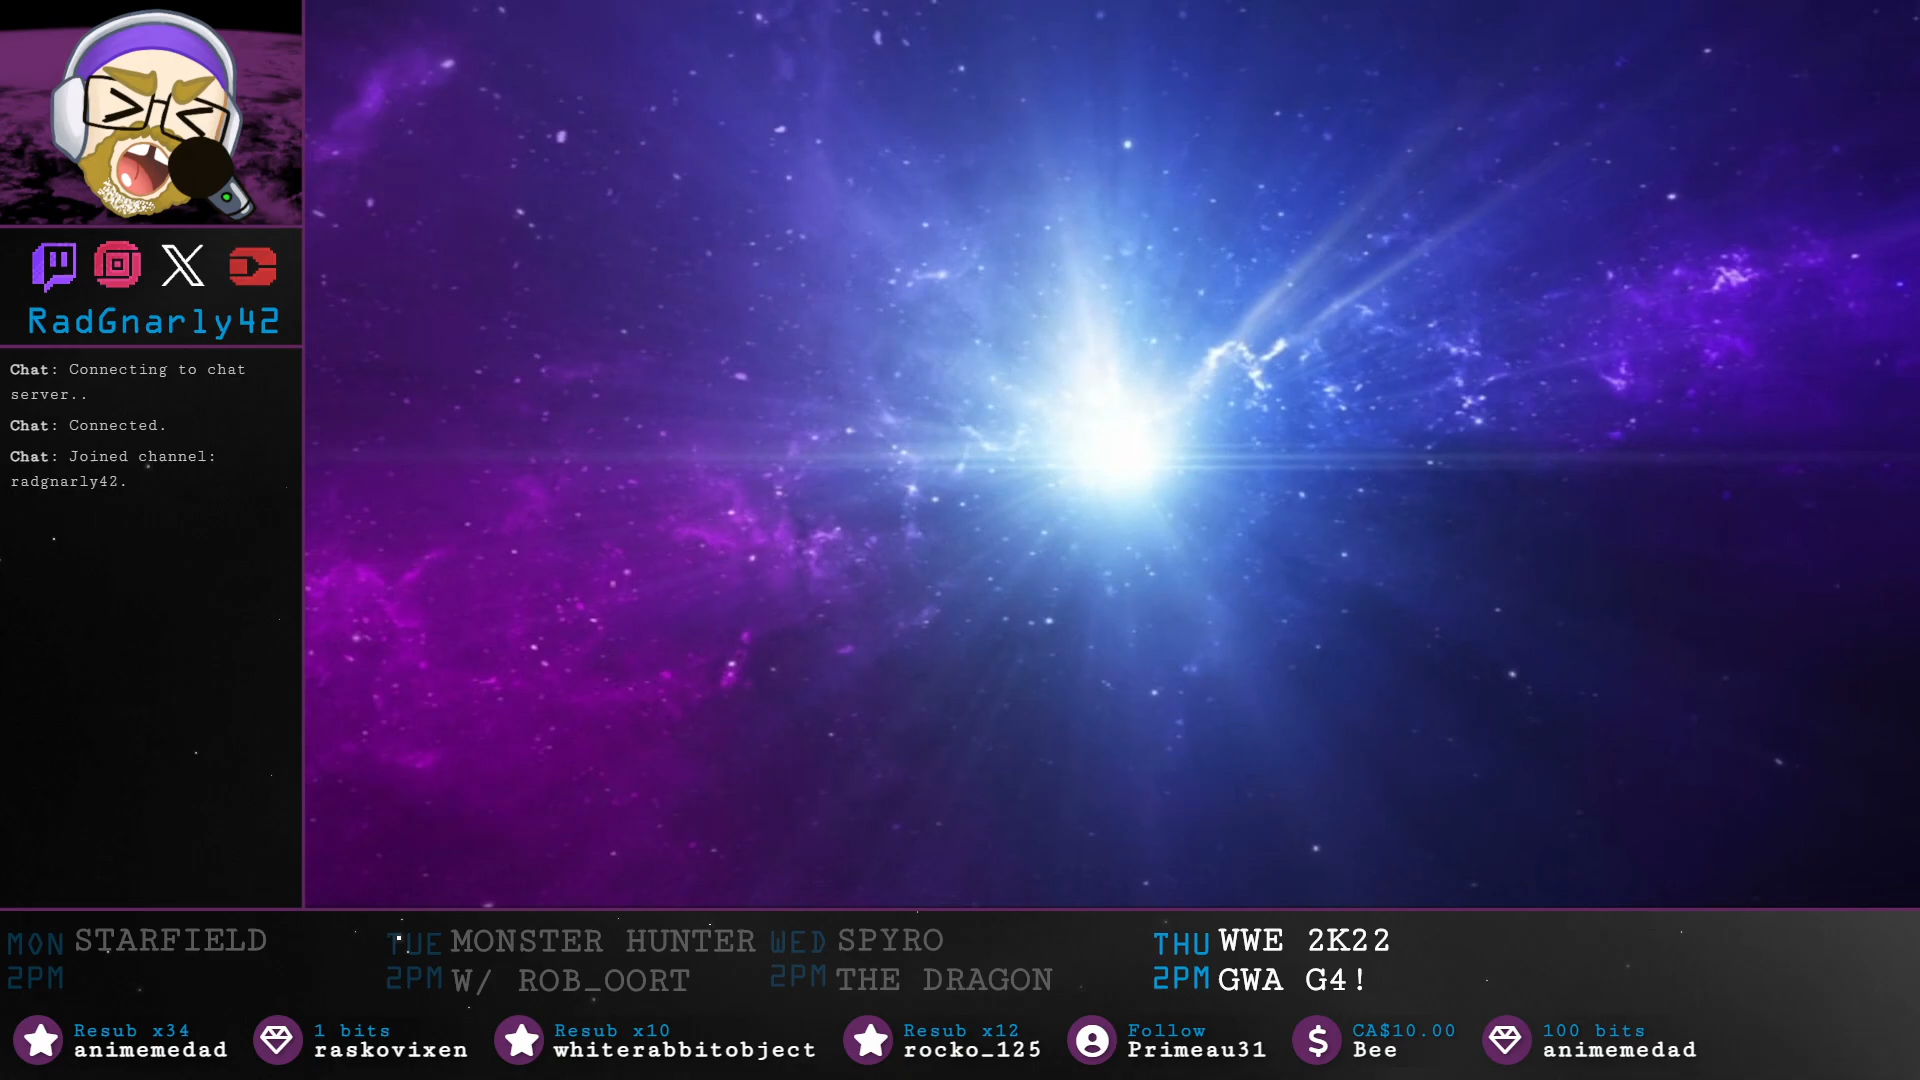 RadGnarly42
Chat: Connecting to chat
server..
Chat: Connected.
Chat: Joined channel:
radgnarly42.
MON STARFIELD
2PM
TUE MONSTER HUNTER
2PM W/ ROB_OORT
WED SPYRO
2PM THE DRAGON
THU WWE 2K22
2PM GWA G4!
Resub x34
animemedad
1 bits
raskovixen
Resub x10
whiterabbitobject
Resub x12
rocko_125
Follow
Primeau31
CA$10.00
Bee
100 bits
animemedad